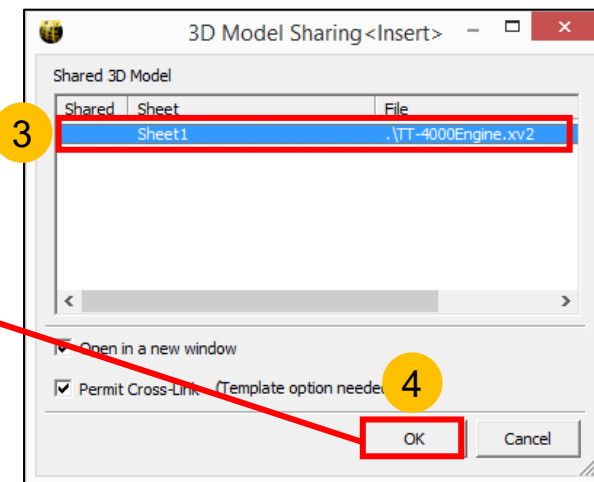 3D Model Sharing<Insert>
Shared 3D Model
Shared Sheet File
3
Sheet1 .\TT-4000Engine.xv2
Open in a new window
Permit Cross-Link (Template option neede
4
OK Cancel